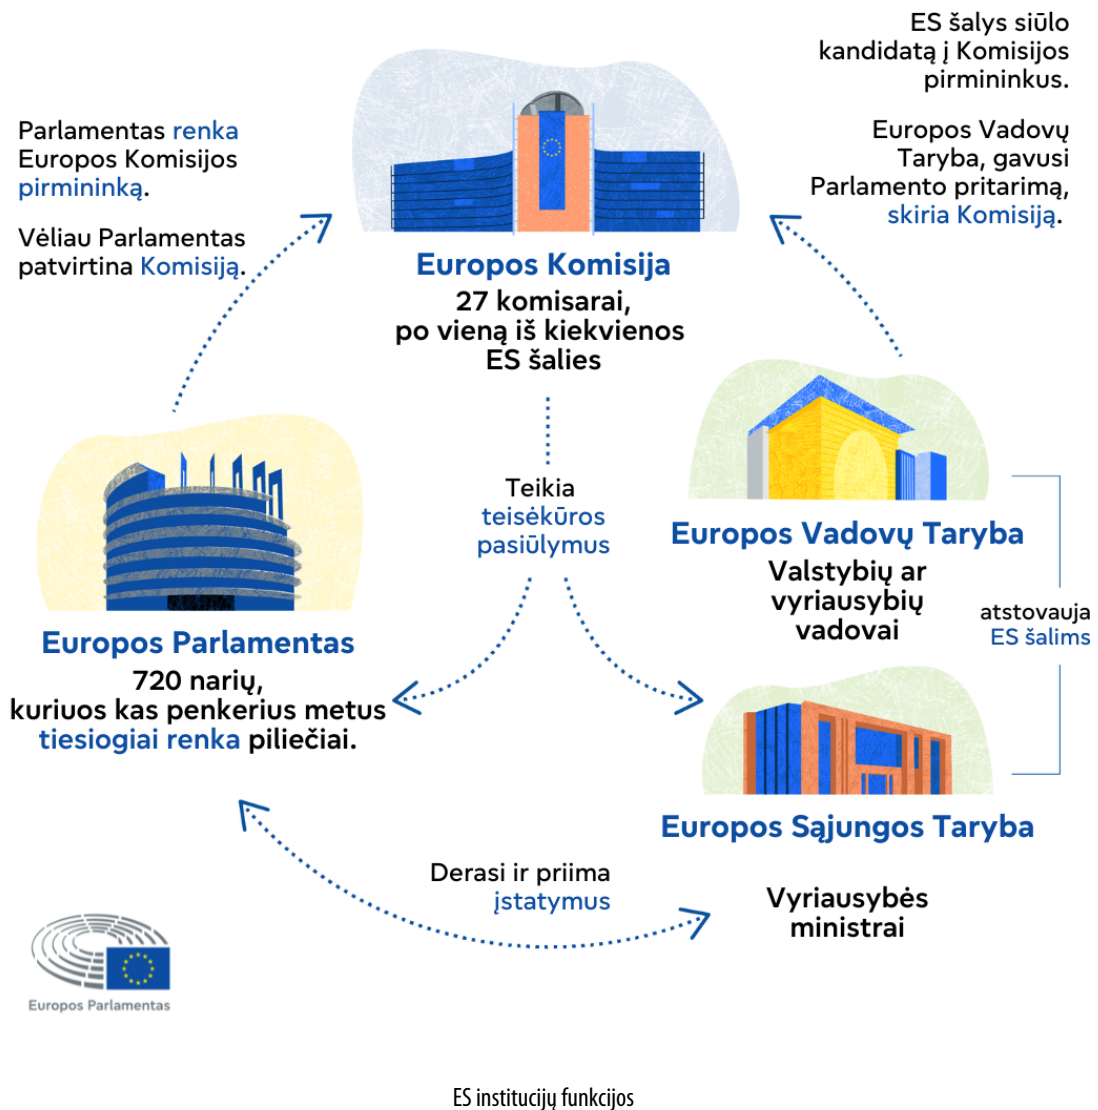 ES šalys siūlo
kandidatą į Komisijos
pirmininkus.
Europos Vadovų
Taryba, gavusi
Parlamento pritarimą,
skiria Komisiją.
Parlamentas renka
Europos Komisijos
pirmininką.
Vėliau Parlamentas
patvirtina Komisiją.
Europos Komisija
27 komisarai,
po vieną iš kiekvienos
ES šalies
Teikia
teisėkūros
pasiūlymus
Europos Vadovų Taryba
Valstybių ar
vyriausybių
vadovai
atstovauja
ES šalims
Europos Parlamentas
720 narių,
kuriuos kas penkerius metus
tiesiogiai renka piliečiai.
Europos Sąjungos Taryba
Vyriausybės
ministrai
Derasi ir priima
įstatymus
Europos Parlamentas
ES institucijų funkcijos